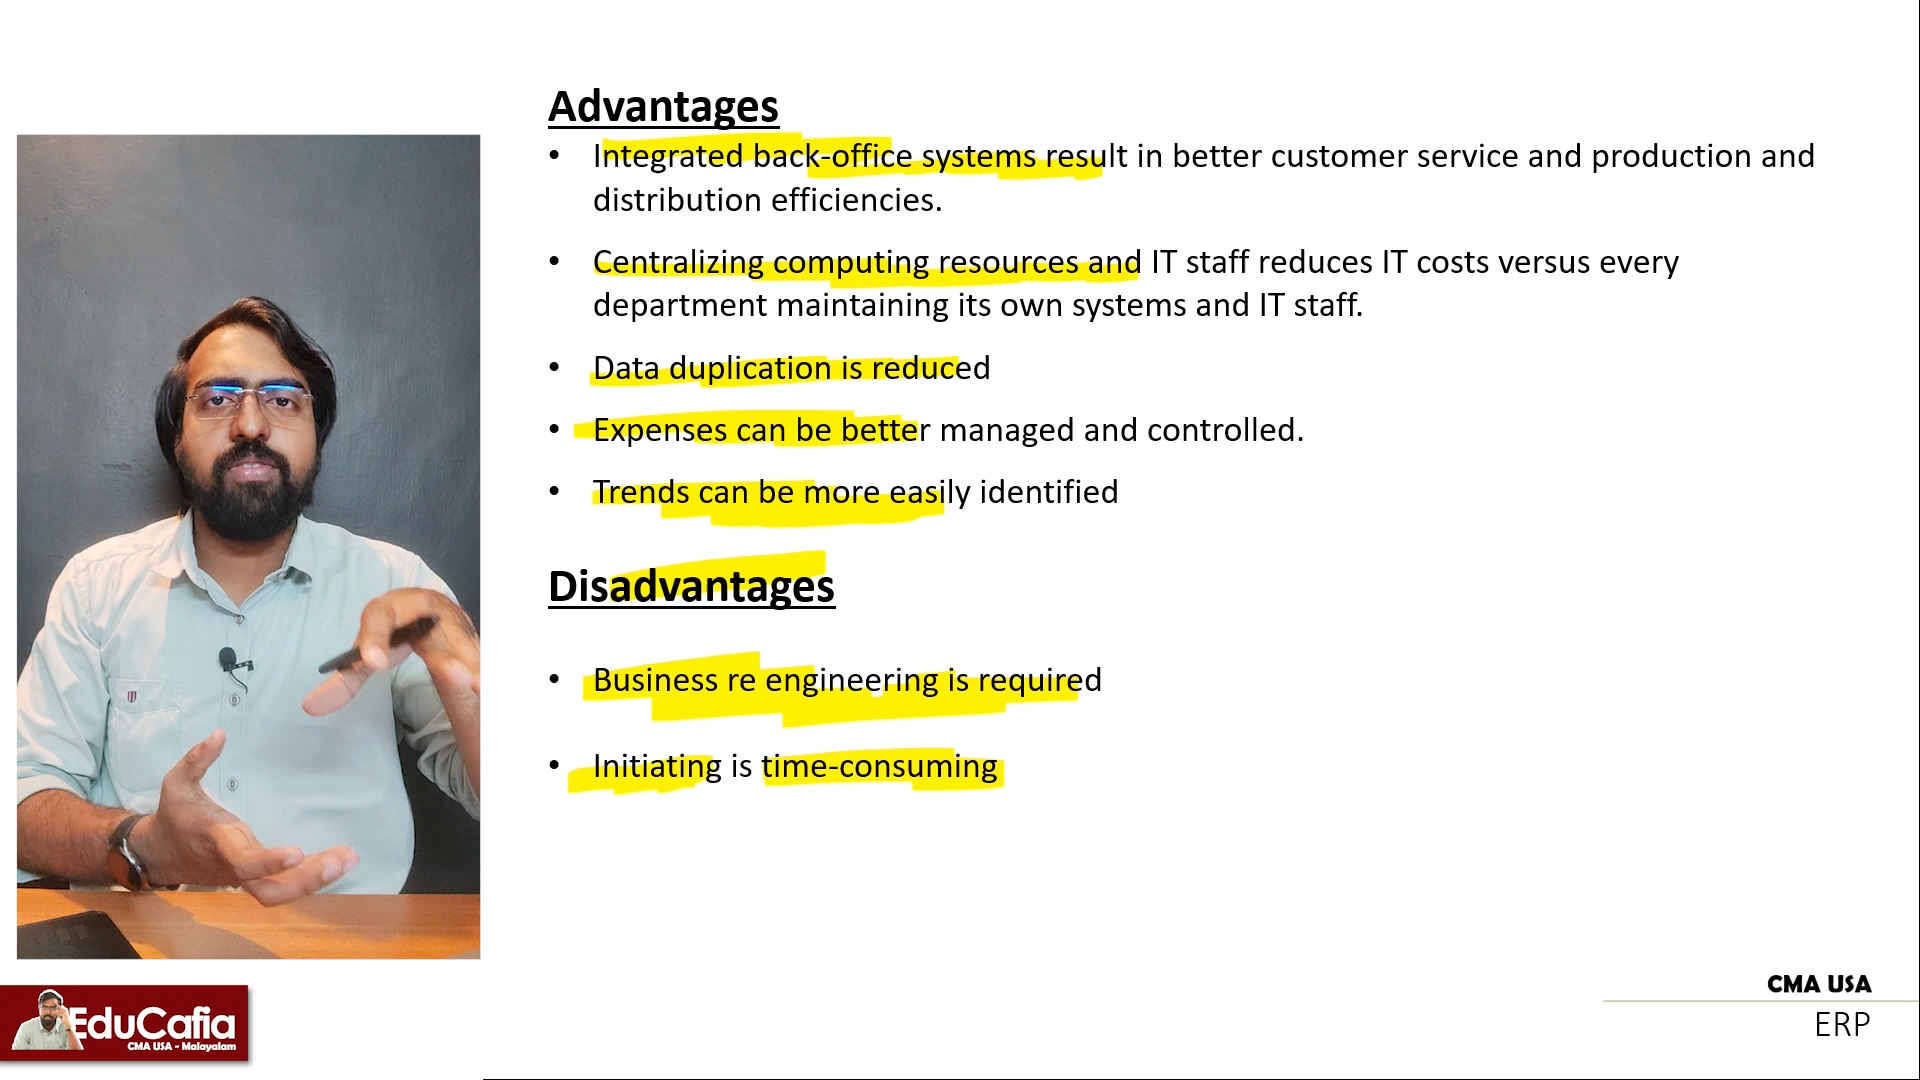 Advantages
• Integrated back-office systems result in better customer service and production and
distribution efficiencies.
• Centralizing computing resources and IT staff reduces IT costs versus every
department maintaining its own systems and IT staff.
• Data duplication is reduced
• Expenses can be better managed and controlled.
• Trends can be more easily identified
Disadvantages
• Business re engineering is required
• Initiating is time-consuming
EduCafia
CMA USA - Malayalam
CMA USA
ERP